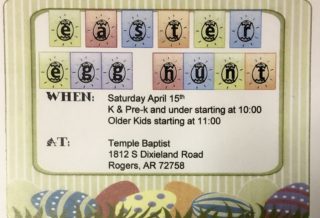 easter
egg hunt
WHEN: Saturday April 15th
K & Pre-k and under starting at 10:00
Older Kids starting at 11:00
AT: Temple Baptist
1812 S Dixieland Road
Rogers, AR 72758